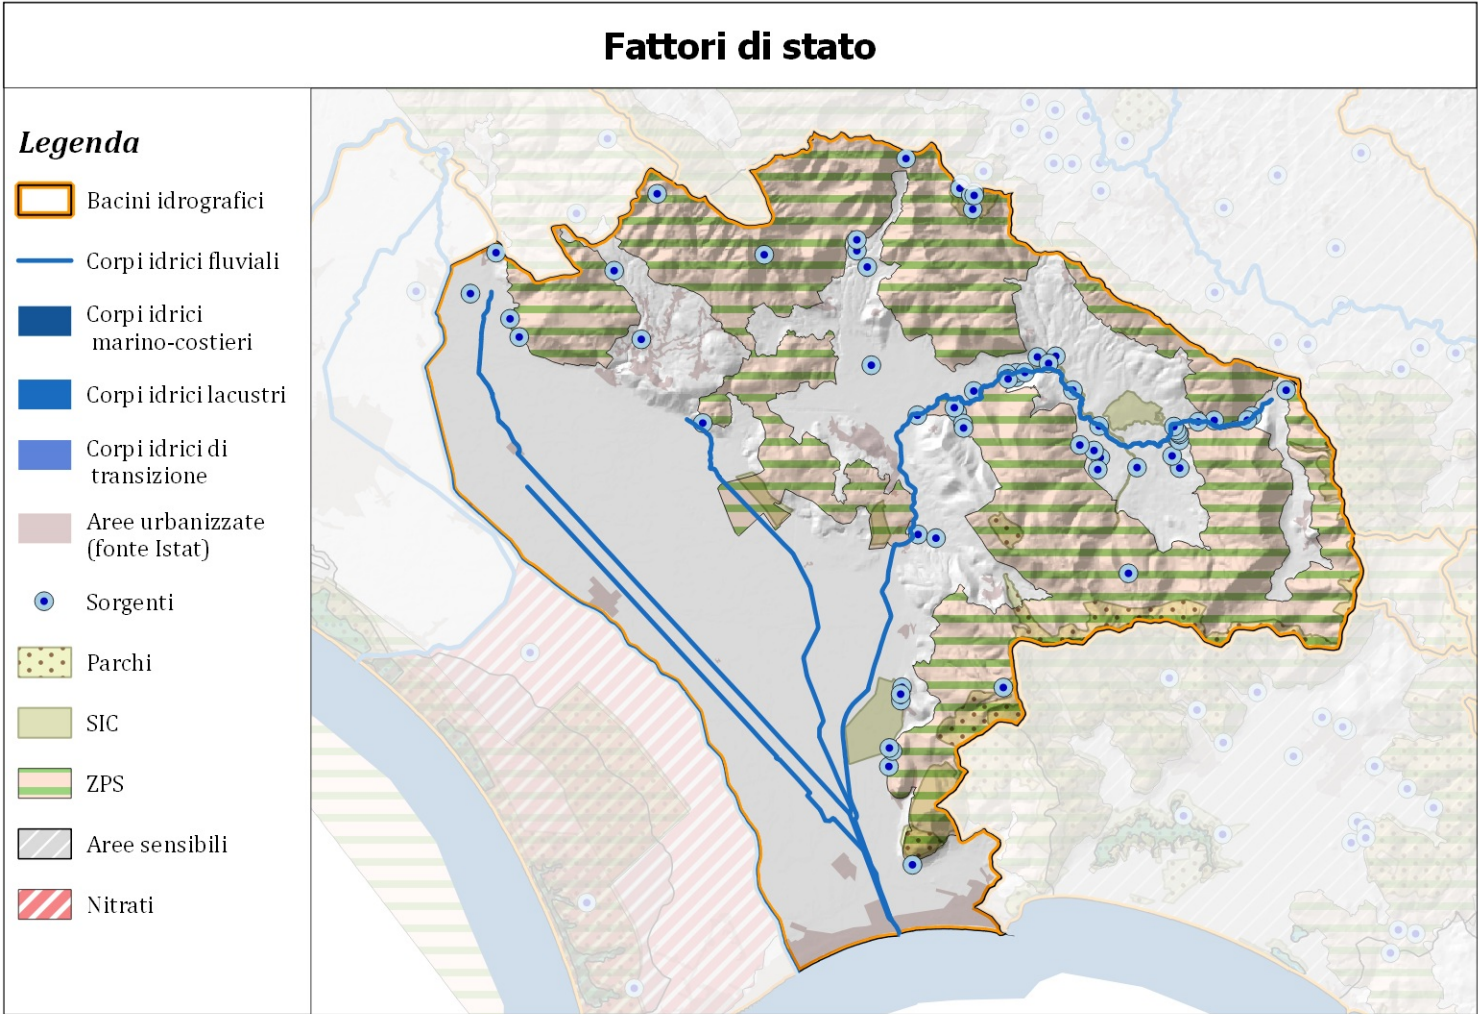 Fattori di stato
Legenda
Bacini idrografici
Corpi idrici fluviali
Corpi idrici
marino-costieri
Corpi idrici lacustri
Corpi idrici di
transizione
Aree urbanizzate
(fonte Istat)
Sorgenti
Parchi
SIC
ZPS
Aree sensibili
Nitrati